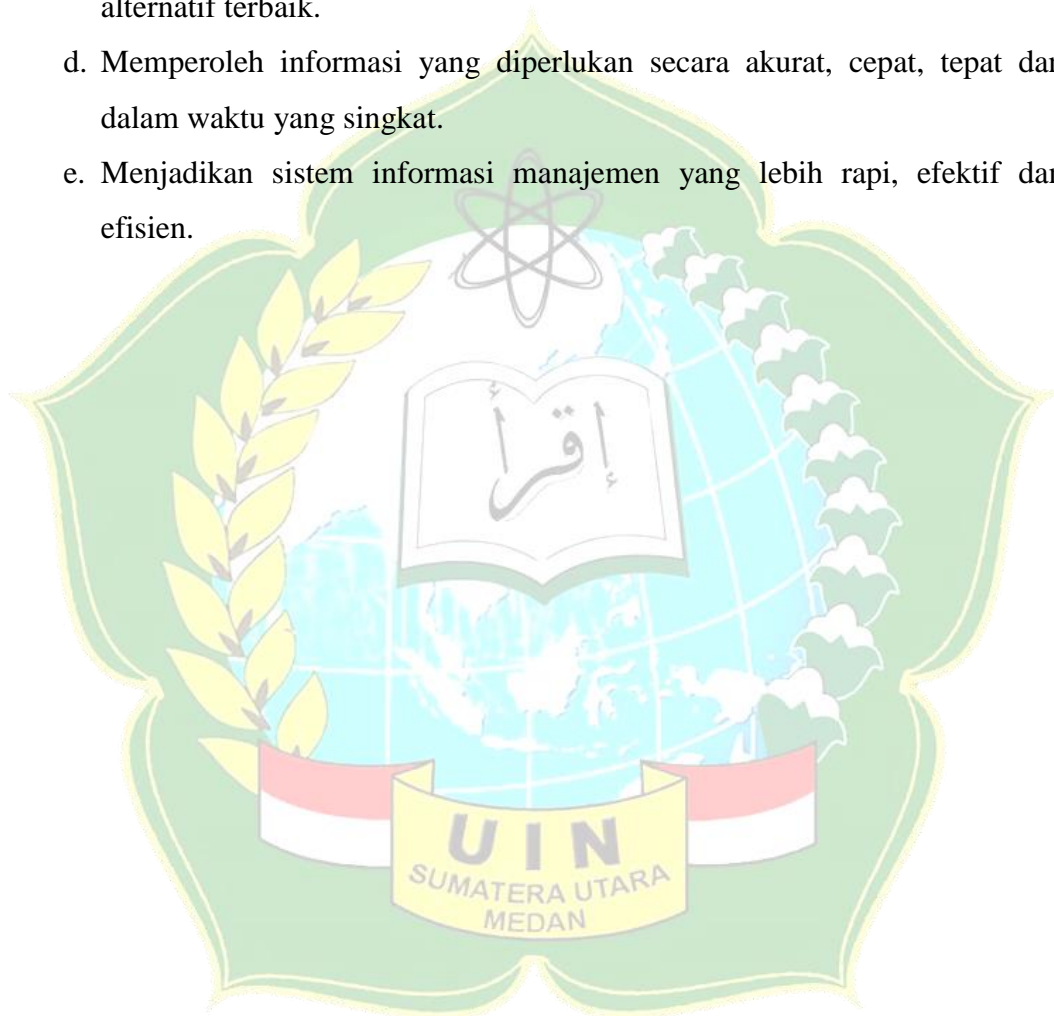 alternatif terbaik.
d. Memperoleh informasi yang diperlukan secara akurat, cepat, tepat dan
dalam waktu yang singkat.
e. Menjadikan sistem informasi manajemen yang lebih rapi, efektif dan
efisien.
إقرأ
UIN
SUMATERA UTARA
MEDAN